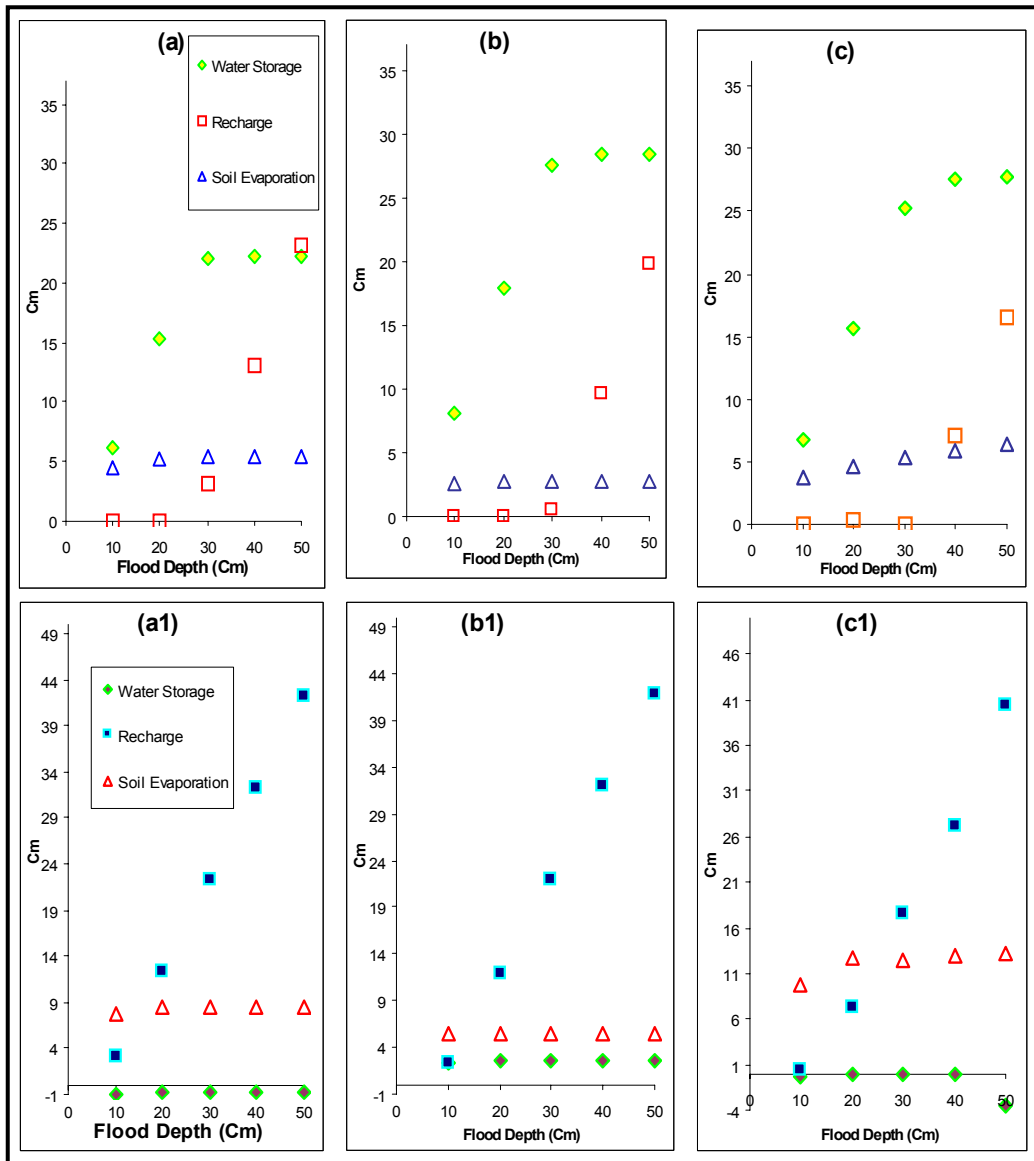 (a)
Water Storage
Recharge
Soil Evaporation
35
30
25
20
15
10
5
0
Cm
0 10 20 30 40 50
Flood Depth (Cm)
(b)
35
30
25
20
15
10
5
0
Cm
0 10 20 30 40 50
Flood Depth (Cm)
(c)
35
30
25
20
15
10
5
0
Cm
0 10 20 30 40 50
Flood Depth (Cm)
(a1)
Water Storage
Recharge
Soil Evaporation
49
44
39
34
29
24
19
14
9
4
-1
Cm
0 10 20 30 40 50
Flood Depth (Cm)
(b1)
49
44
39
34
29
24
19
14
9
4
-1
Cm
0 10 20 30 40 50
Flood Depth (Cm)
(c1)
46
41
36
31
26
21
16
11
6
1
-4
Cm
0 10 20 30 40 50
Flood Depth (Cm)